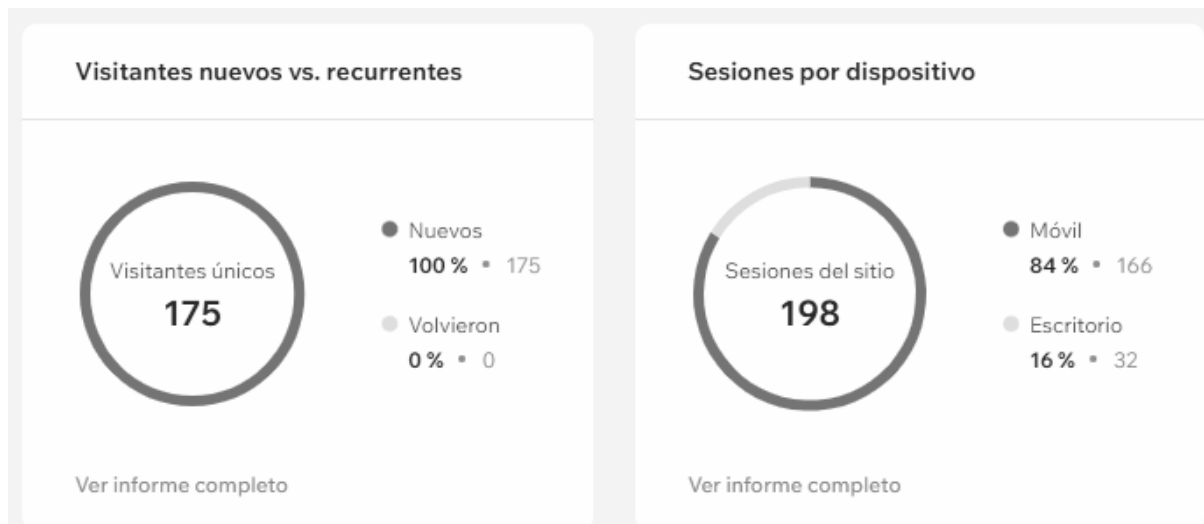 Visitantes nuevos vs. recurrentes
Visitantes únicos
175
Nuevos
100 % • 175
Volvieron
0 % • 0
Ver informe completo
Sesiones por dispositivo
Sesiones del sitio
198
Móvil
84 % • 166
Escritorio
16 % • 32
Ver informe completo